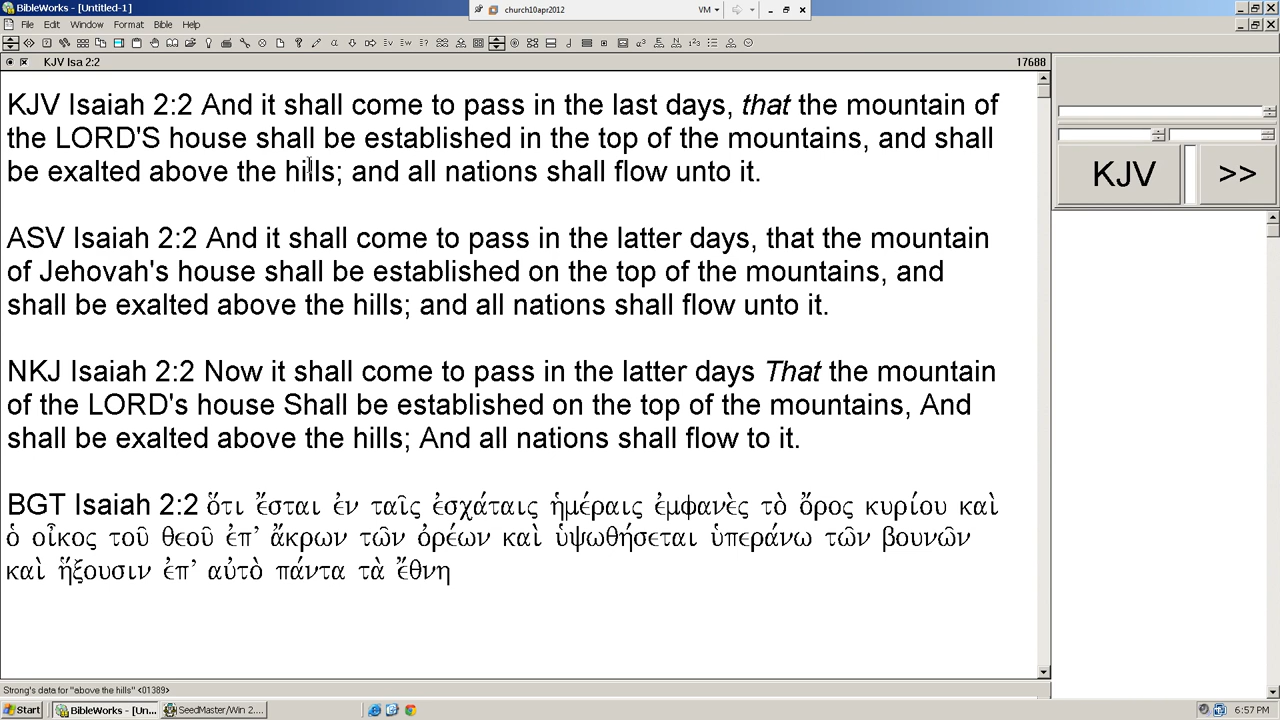 BibleWorks - [Untitled-1]
church10apr2012
VM
File Edit Window Format Bible Help
KJV Isa 2:2
17688
KJV Isaiah 2:2 And it shall come to pass in the last days, that the mountain of
the LORD'S house shall be established in the top of the mountains, and shall
be exalted above the hills; and all nations shall flow unto it.
ASV Isaiah 2:2 And it shall come to pass in the latter days, that the mountain
of Jehovah's house shall be established on the top of the mountains, and
shall be exalted above the hills; and all nations shall flow unto it.
NKJ Isaiah 2:2 Now it shall come to pass in the latter days That the mountain
of the LORD's house Shall be established on the top of the mountains, And
shall be exalted above the hills; And all nations shall flow to it.
BGT Isaiah 2:2 ὅτι ἔσται ἐν ταῖς ἐσχάταις ἡμέραις ἐμφανὲς τὸ ὄρος κυρίου καὶ
ὁ οἶκος τοῦ θεοῦ ἐπ᾽ ἄκρων τῶν ὀρέων καὶ ὑψωθήσεται ὑπεράνω τῶν βουνῶν
καὶ ἥξουσιν ἐπ᾽ αὐτὸ πάντα τὰ ἔθνη
KJV >>
Strong's data for "above the hills" <01389>
Start BibleWorks - [Un... SeedMaster/Win 2.... 6:57 PM